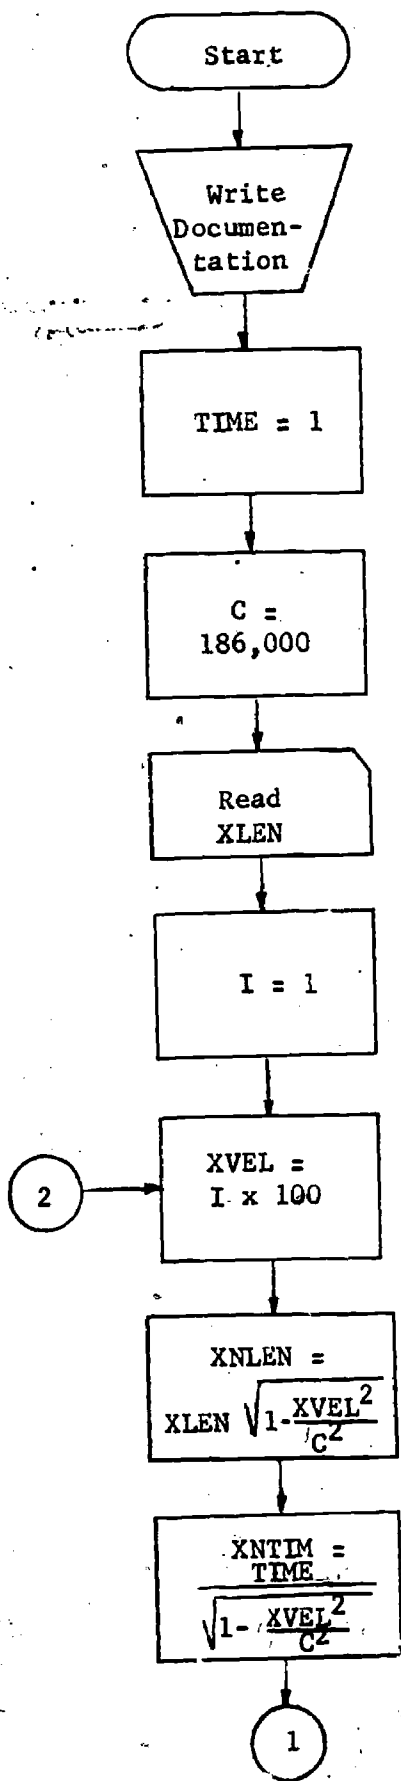 Start
Write
Documen-
tation
TIME = 1
C =
186,000
Read
XLEN
I = 1
2
XVEL =
I x 100
XNLEN =
XLEN √1-XVEL²/C²
XNTIM =
TIME
√1- XVEL²/C²
1